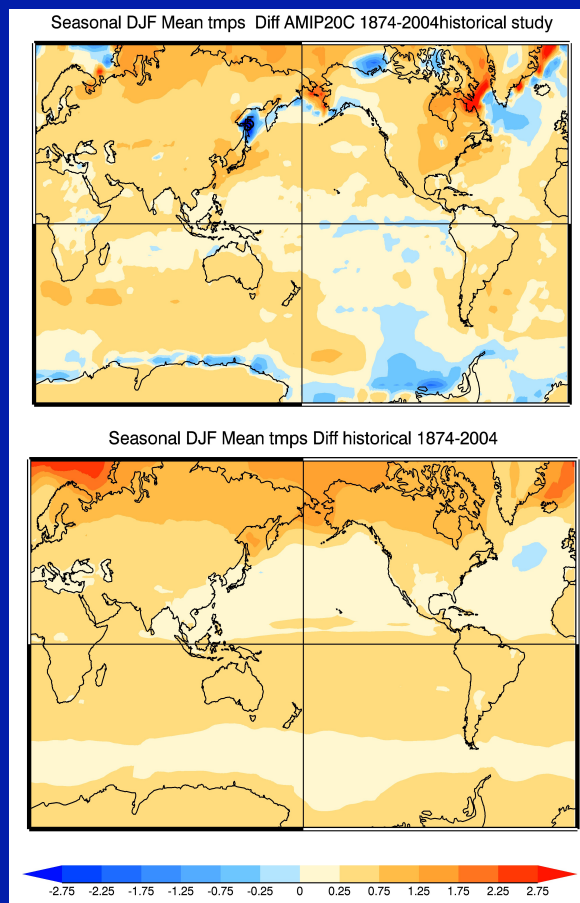 Seasonal DJF Mean tmps Diff AMIP20C 1874-2004historical study
Seasonal DJF Mean tmps Diff historical 1874-2004
-2.75 -2.25 -1.75 -1.25 -0.75 -0.25 0 0.25 0.75 1.25 1.75 2.25 2.75